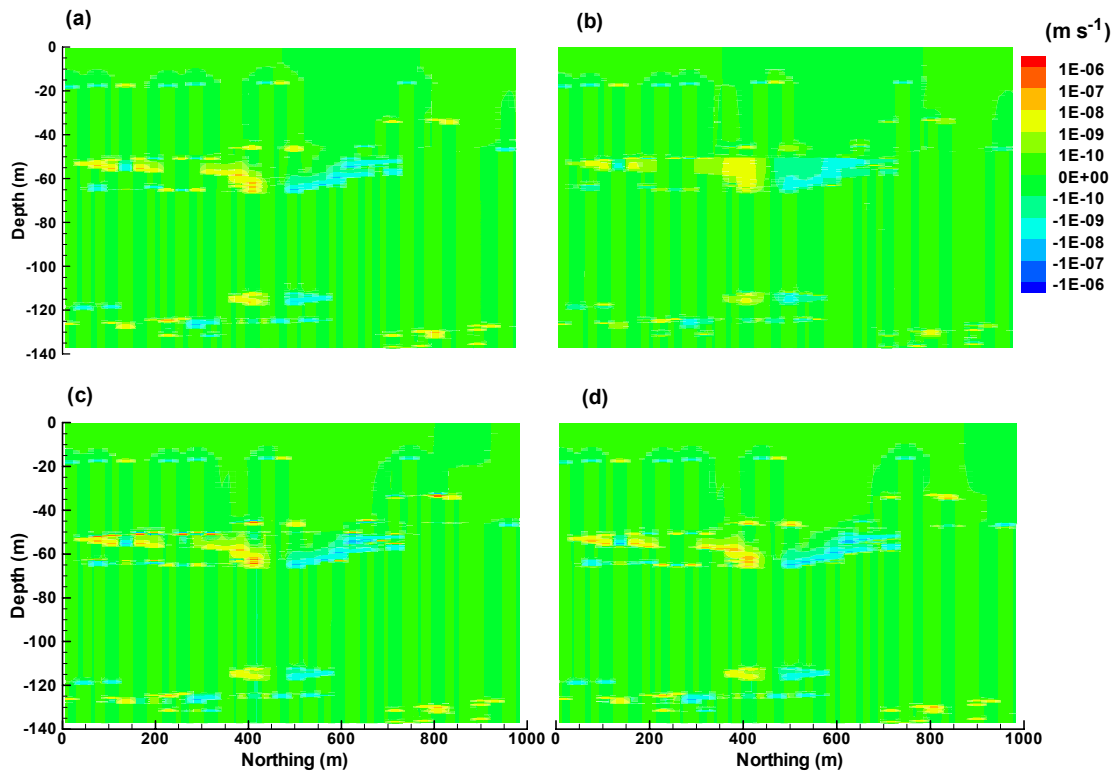 (a)
(b)
(m s-1)
0
-20
-40
-60
-80
-100
-120
-140
Depth (m)
1E-06
1E-07
1E-08
1E-09
1E-10
0E+00
-1E-10
-1E-09
-1E-08
-1E-07
-1E-06
(c)
(d)
0
-20
-40
-60
-80
-100
-120
-140
Depth (m)
0 200 400 600 800 1000
Northing (m)
0 200 400 600 800 1000
Northing (m)